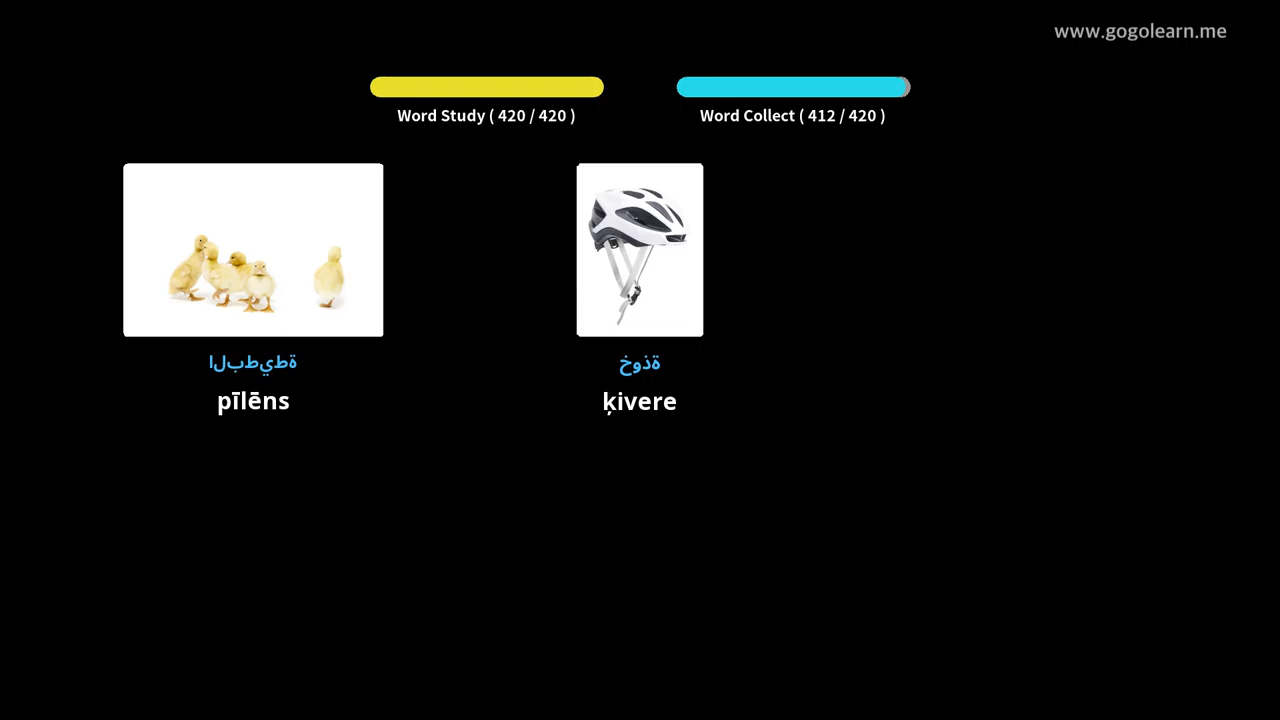 www.gogolearn.me
Word Study ( 420 / 420 )
Word Collect ( 412 / 420 )
البطيطة
pīlēns
خوذة
ķivere